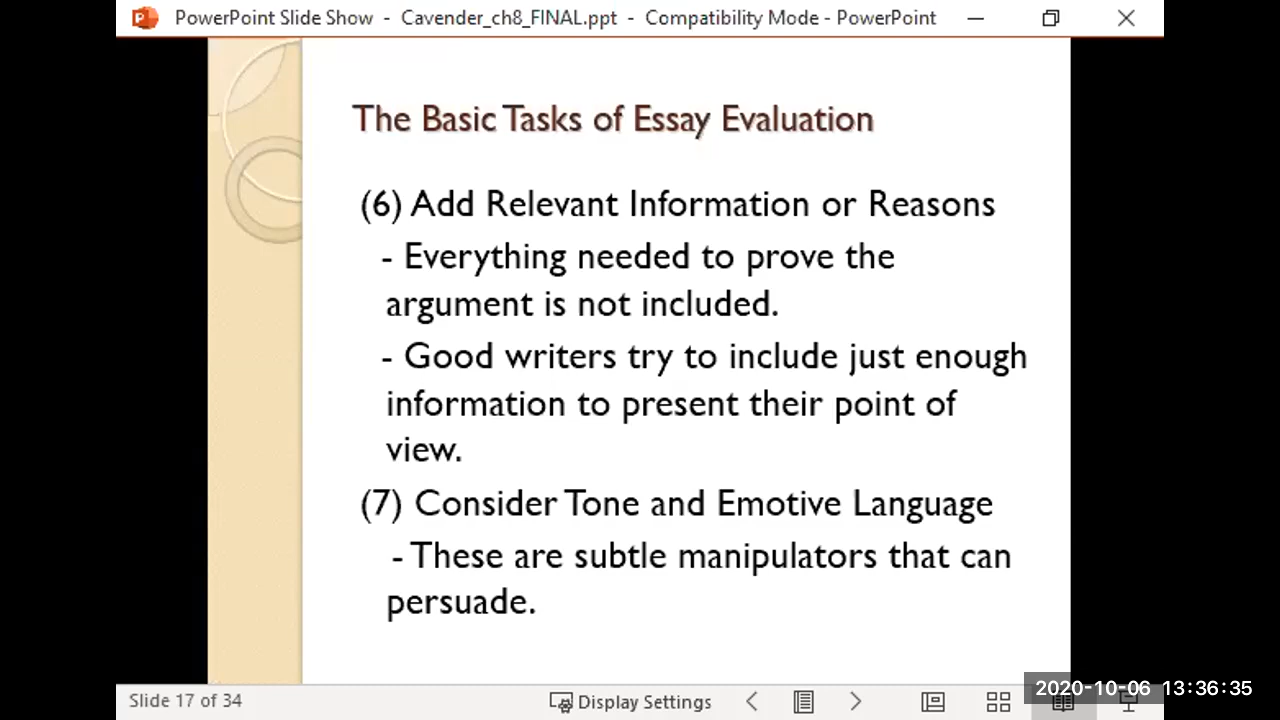 PowerPoint Slide Show - Cavender_ch8_FINAL.ppt - Compatibility Mode - PowerPoint
The Basic Tasks of Essay Evaluation
(6) Add Relevant Information or Reasons
- Everything needed to prove the
argument is not included.
- Good writers try to include just enough
information to present their point of
view.
(7) Consider Tone and Emotive Language
- These are subtle manipulators that can
persuade.
Slide 17 of 34
Display Settings
2020-10-06 13:36:35